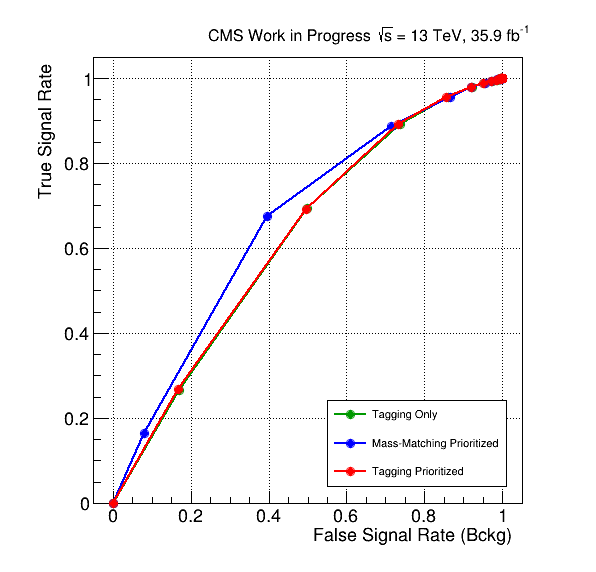 CMS Work in Progress √s = 13 TeV, 35.9 fb⁻¹
True Signal Rate
1
0.8
0.6
0.4
0.2
0
Tagging Only
Mass-Matching Prioritized
Tagging Prioritized
0 0.2 0.4 0.6 0.8 1
False Signal Rate (Bckg)